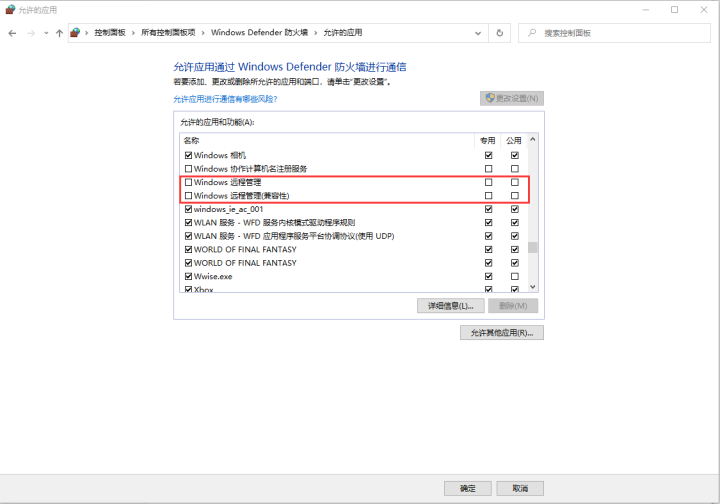 允许的应用
控制面板 › 所有控制面板项 › Windows Defender 防火墙 › 允许的应用
搜索控制面板
允许应用通过 Windows Defender 防火墙进行通信
若要添加、更改或删除所允许的应用和端口，请单击"更改设置"。
允许应用进行通信有哪些风险?
更改设置(N)
允许的应用和功能(A):
名称 专用 公用
Windows 相机
Windows 协作计算机名注册服务
Windows 远程管理
Windows 远程管理(兼容性)
windows_ie_ac_001
WLAN 服务 - WFD 服务内核模式驱动程序规则
WLAN 服务 - WFD 应用程序服务平台协调协议(使用 UDP)
WORLD OF FINAL FANTASY
WORLD OF FINAL FANTASY
Wwise.exe
Xbox
详细信息(L)... 删除(M)
允许其他应用(R)...
确定 取消